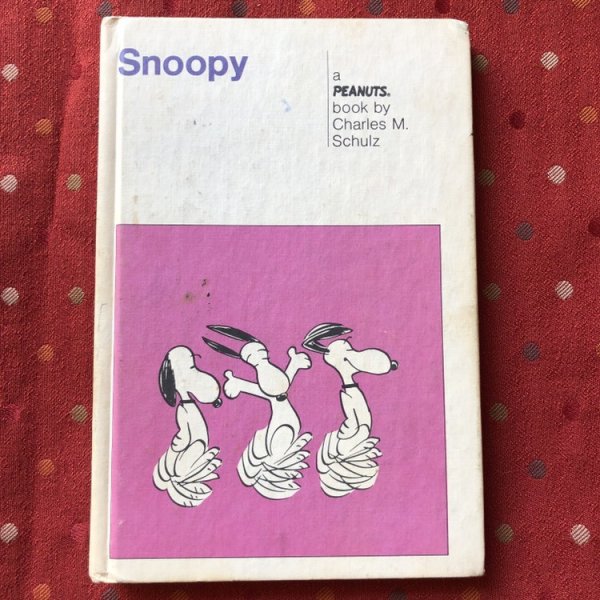 Snoopy
a
PEANUTS®
book by
Charles M.
Schulz